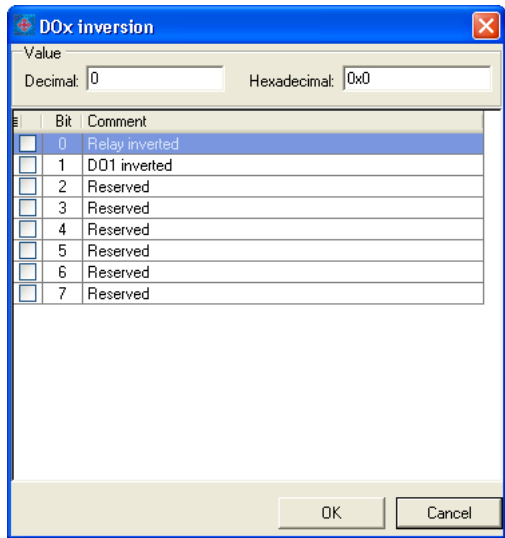 DOx inversion
Value
Decimal: 0 Hexadecimal: 0x0
Bit Comment
0 Relay inverted
1 DO1 inverted
2 Reserved
3 Reserved
4 Reserved
5 Reserved
6 Reserved
7 Reserved
OK Cancel